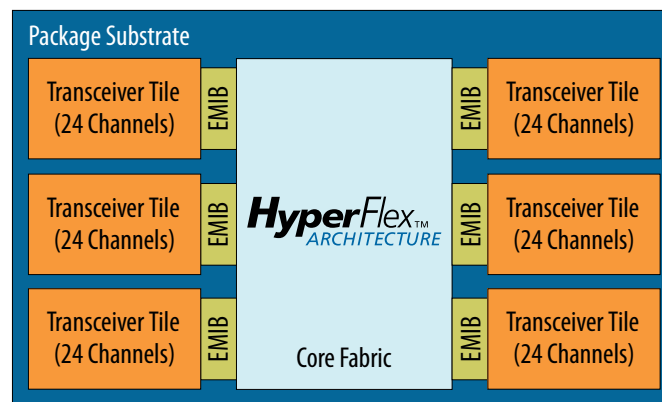 Package Substrate
Transceiver Tile
(24 Channels)
EMIB
EMIB
Transceiver Tile
(24 Channels)
Transceiver Tile
(24 Channels)
EMIB
HyperFlex™
ARCHITECTURE
EMIB
Transceiver Tile
(24 Channels)
Transceiver Tile
(24 Channels)
EMIB
Core Fabric
EMIB
Transceiver Tile
(24 Channels)